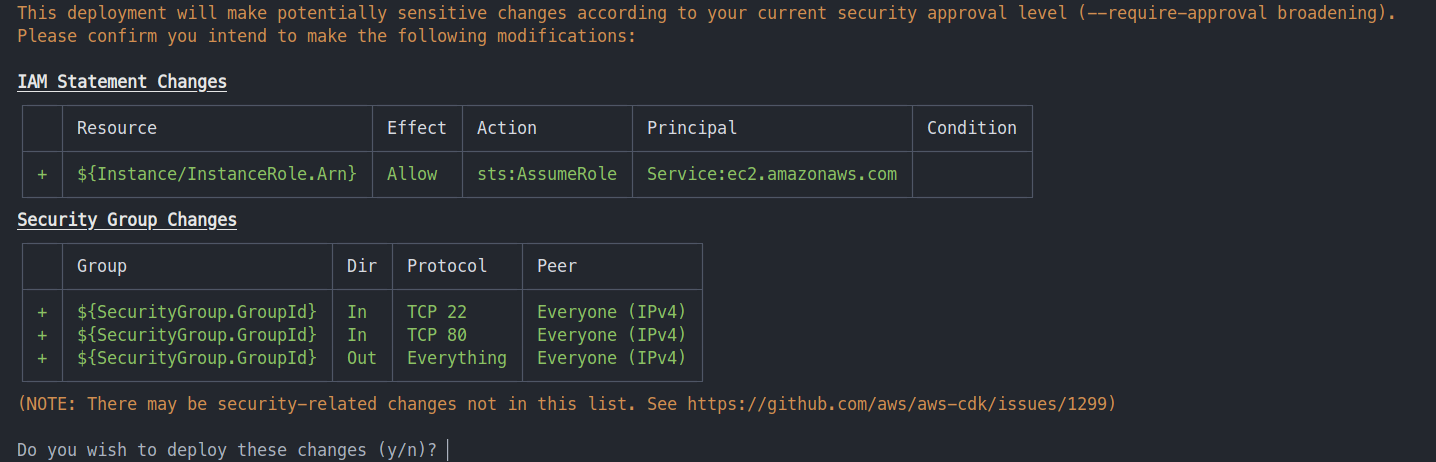 This deployment will make potentially sensitive changes according to your current security approval level (--require-approval broadening).
Please confirm you intend to make the following modifications:
IAM Statement Changes
Resource Effect Action Principal Condition
+ ${Instance/InstanceRole.Arn} Allow sts:AssumeRole Service:ec2.amazonaws.com
Security Group Changes
Group Dir Protocol Peer
+ ${SecurityGroup.GroupId} In TCP 22 Everyone (IPv4)
+ ${SecurityGroup.GroupId} In TCP 80 Everyone (IPv4)
+ ${SecurityGroup.GroupId} Out Everything Everyone (IPv4)
(NOTE: There may be security-related changes not in this list. See https://github.com/aws/aws-cdk/issues/1299)
Do you wish to deploy these changes (y/n)?